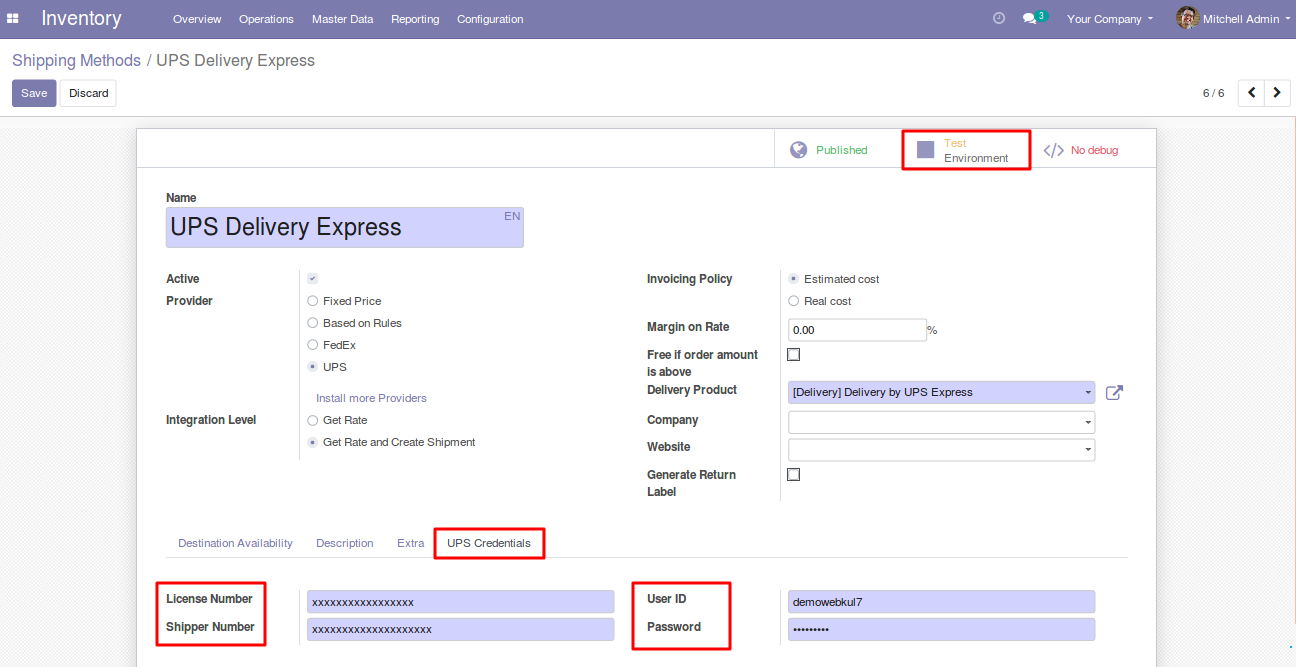 Inventory Overview Operations Master Data Reporting Configuration 3 Your Company Mitchell Admin
Shipping Methods / UPS Delivery Express
Save Discard 6 / 6
Published Test Environment </> No debug
Name
UPS Delivery Express EN
Active
Provider
Fixed Price
Based on Rules
FedEx
UPS
Install more Providers
Integration Level
Get Rate
Get Rate and Create Shipment
Invoicing Policy
Estimated cost
Real cost
Margin on Rate 0.00 %
Free if order amount
is above
Delivery Product [Delivery] Delivery by UPS Express
Company
Website
Generate Return
Label
Destination Availability Description Extra UPS Credentials
License Number xxxxxxxxxxxxxxxxx
Shipper Number xxxxxxxxxxxxxxxxxxxx
User ID demowebkul7
Password •••••••••